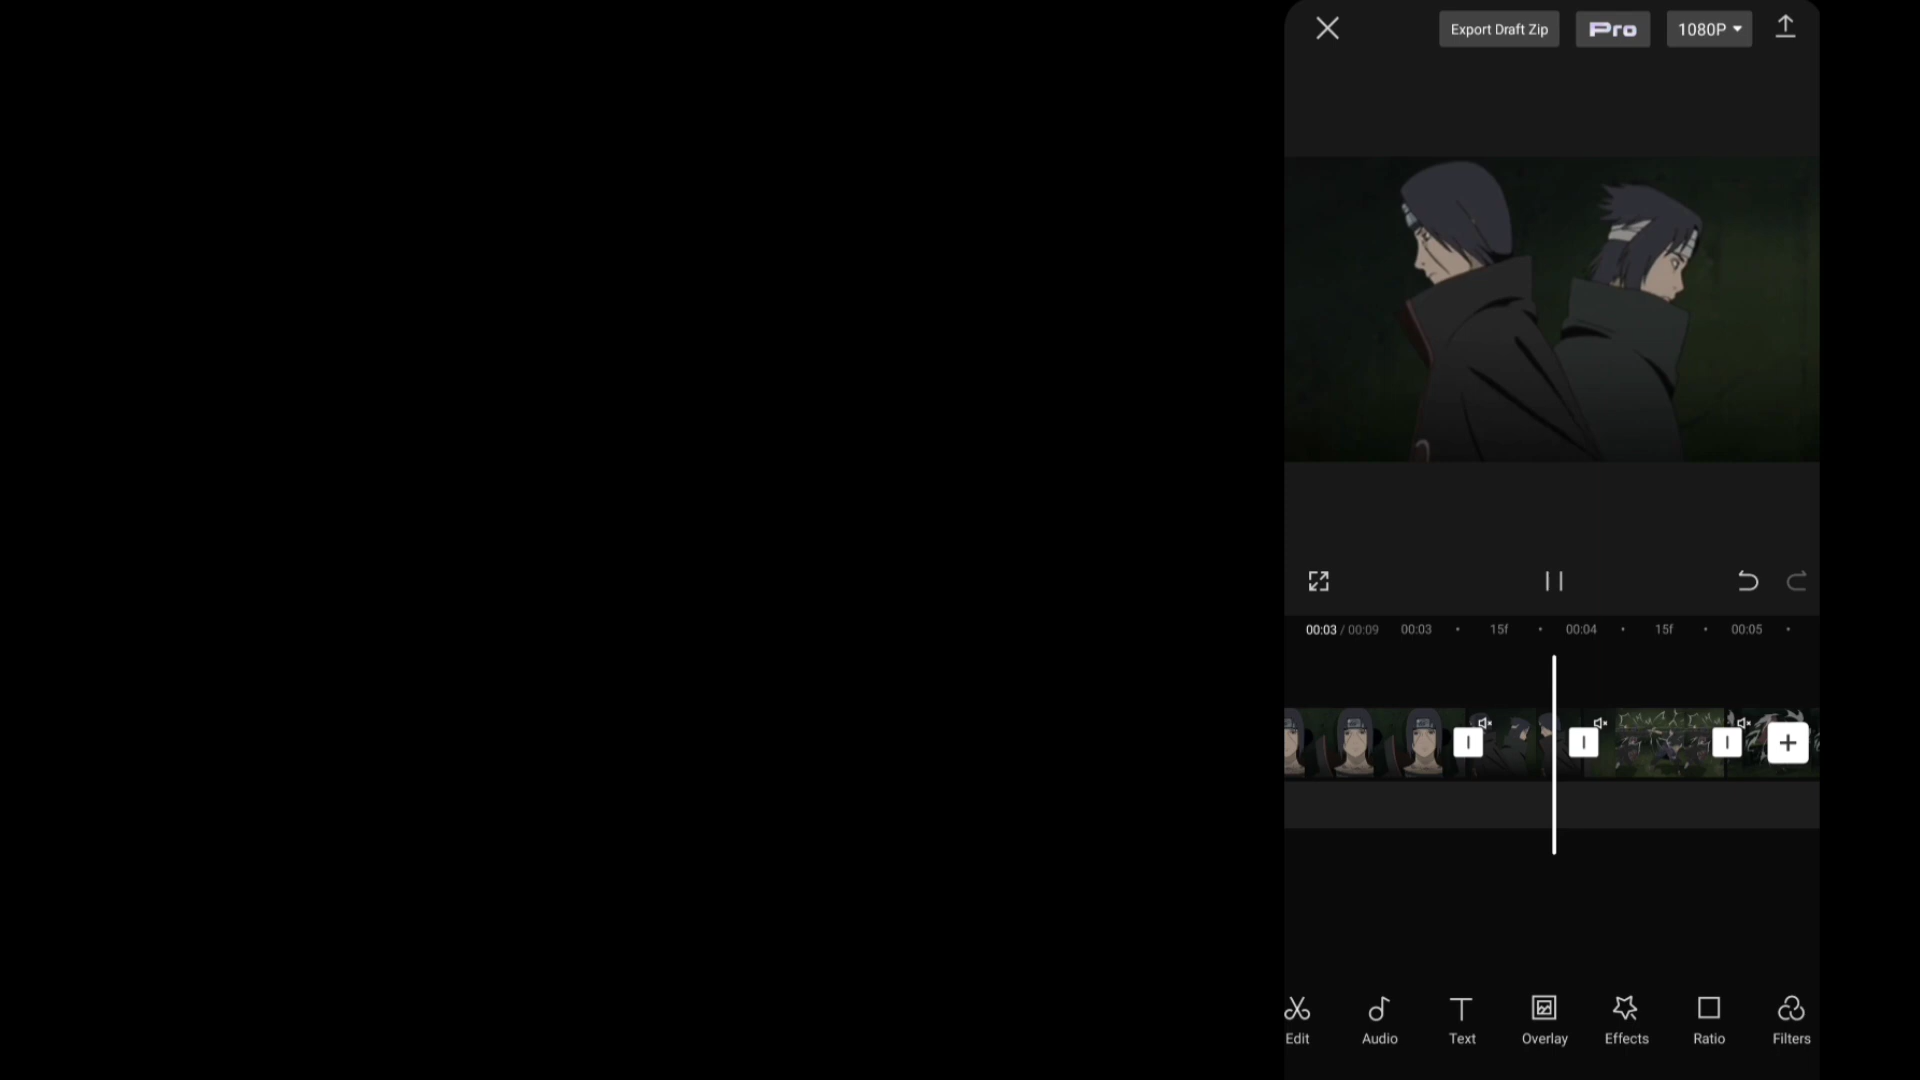 Export Draft Zip Pro 1080P
00:03 / 00:09 00:03 15f 00:04 15f 00:05
Edit Audio Text Overlay Effects Ratio Filters